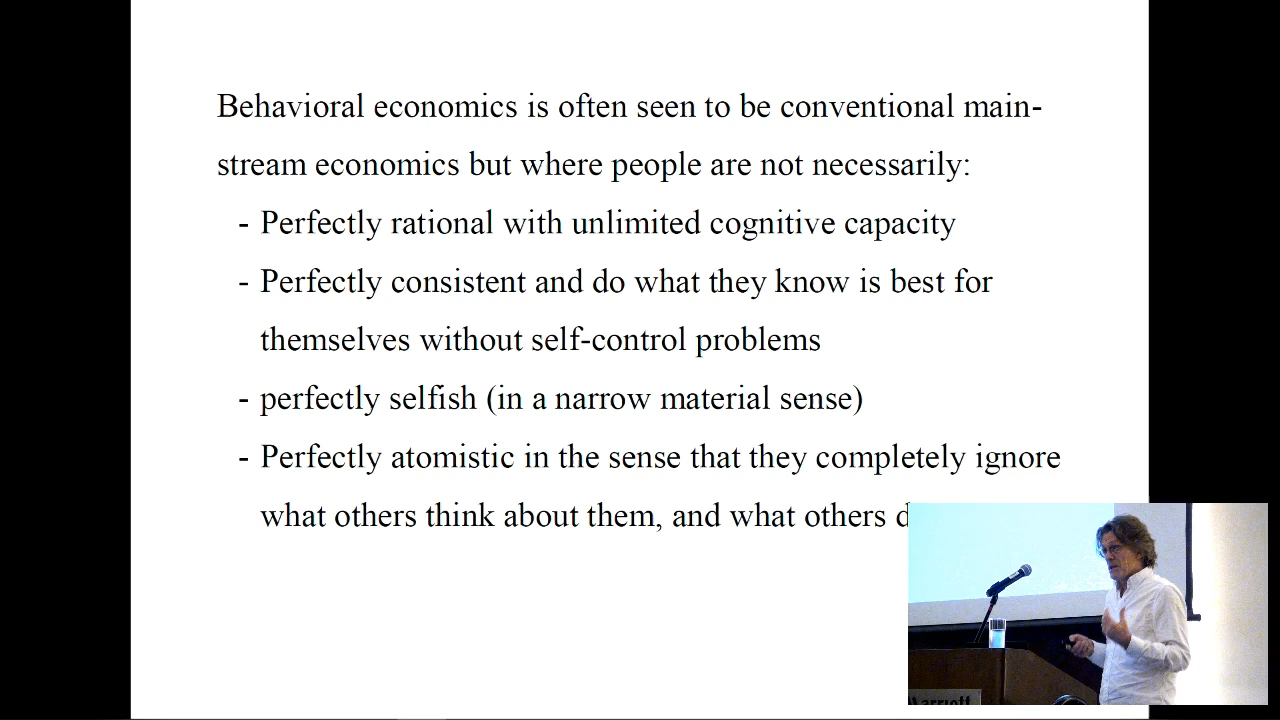 Behavioral economics is often seen to be conventional main-
stream economics but where people are not necessarily:
- Perfectly rational with unlimited cognitive capacity
- Perfectly consistent and do what they know is best for
themselves without self-control problems
- perfectly selfish (in a narrow material sense)
- Perfectly atomistic in the sense that they completely ignore
what others think about them, and what others
Marriott